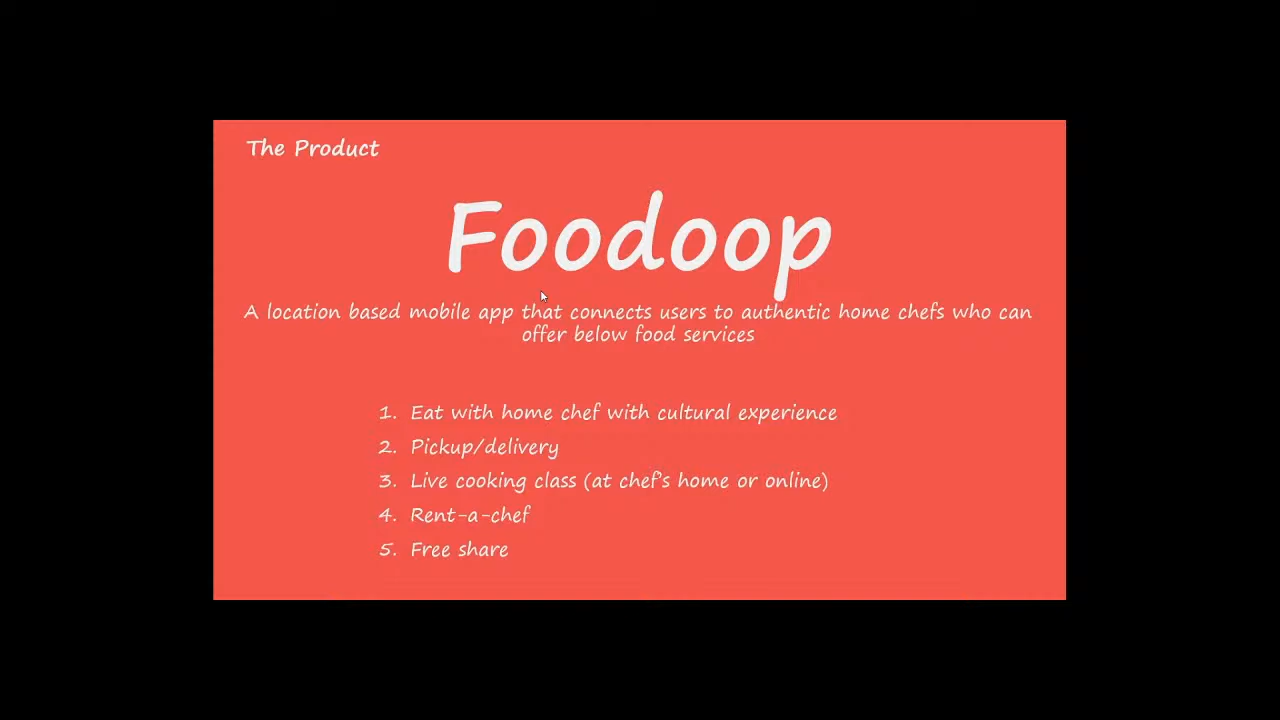 The Product
Foodoop
A location based mobile app that connects users to authentic home chefs who can
offer below food services
1. Eat with home chef with cultural experience
2. Pickup/delivery
3. Live cooking class (at chef's home or online)
4. Rent-a-chef
5. Free share